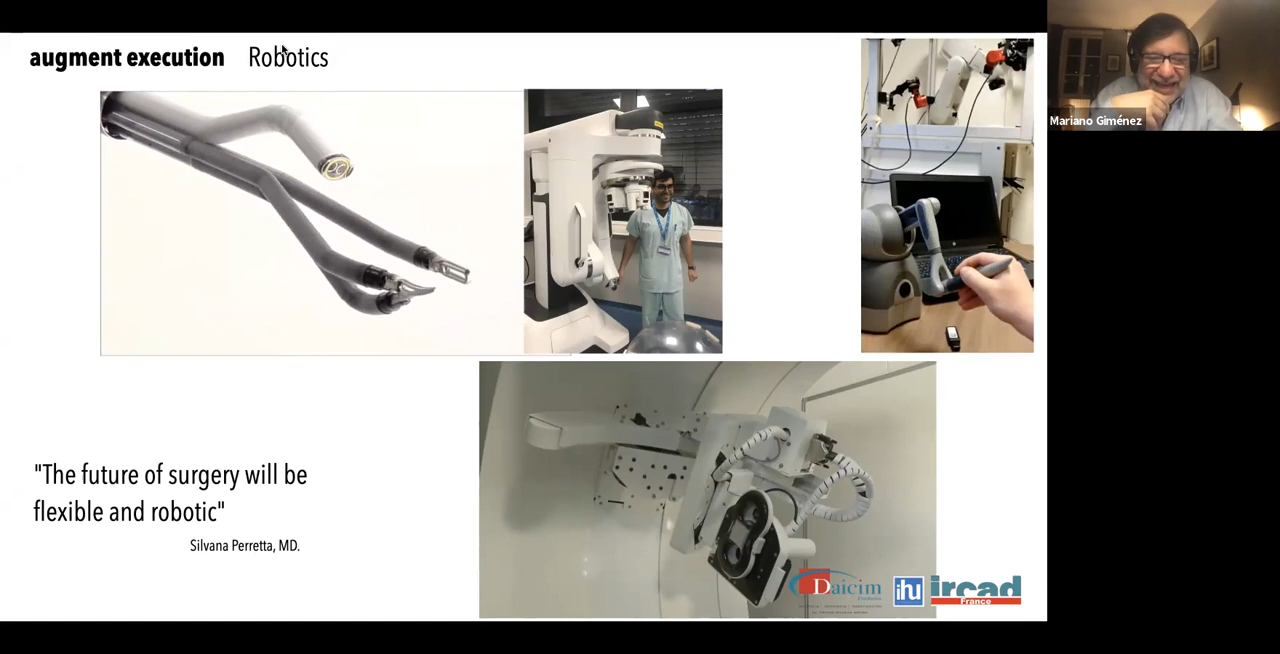 augment execution Robotics
Mariano Giménez
"The future of surgery will be
flexible and robotic"
Silvana Perretta, MD.
Daicim
ihu
ircad
France